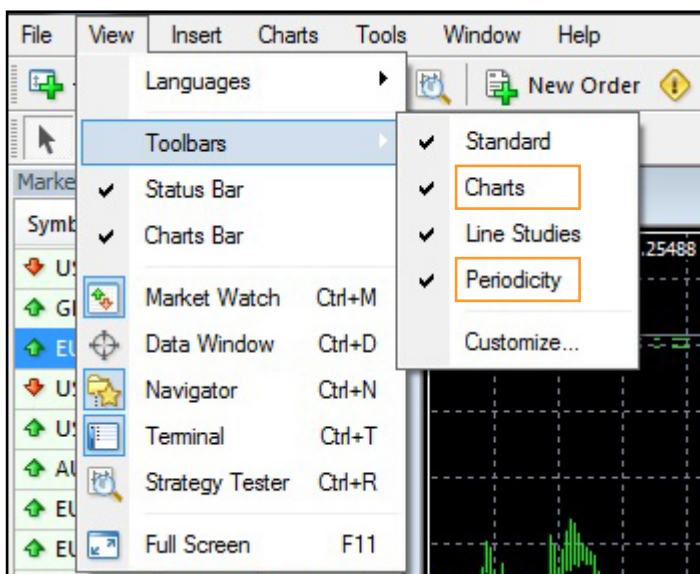 File View Insert Charts Tools Window Help
Languages
New Order
Toolbars
Standard
Status Bar
Charts
Charts Bar
Line Studies
.25488
Periodicity
Market Watch Ctrl+M
Customize...
Data Window Ctrl+D
Navigator Ctrl+N
Terminal Ctrl+T
Strategy Tester Ctrl+R
Full Screen F11